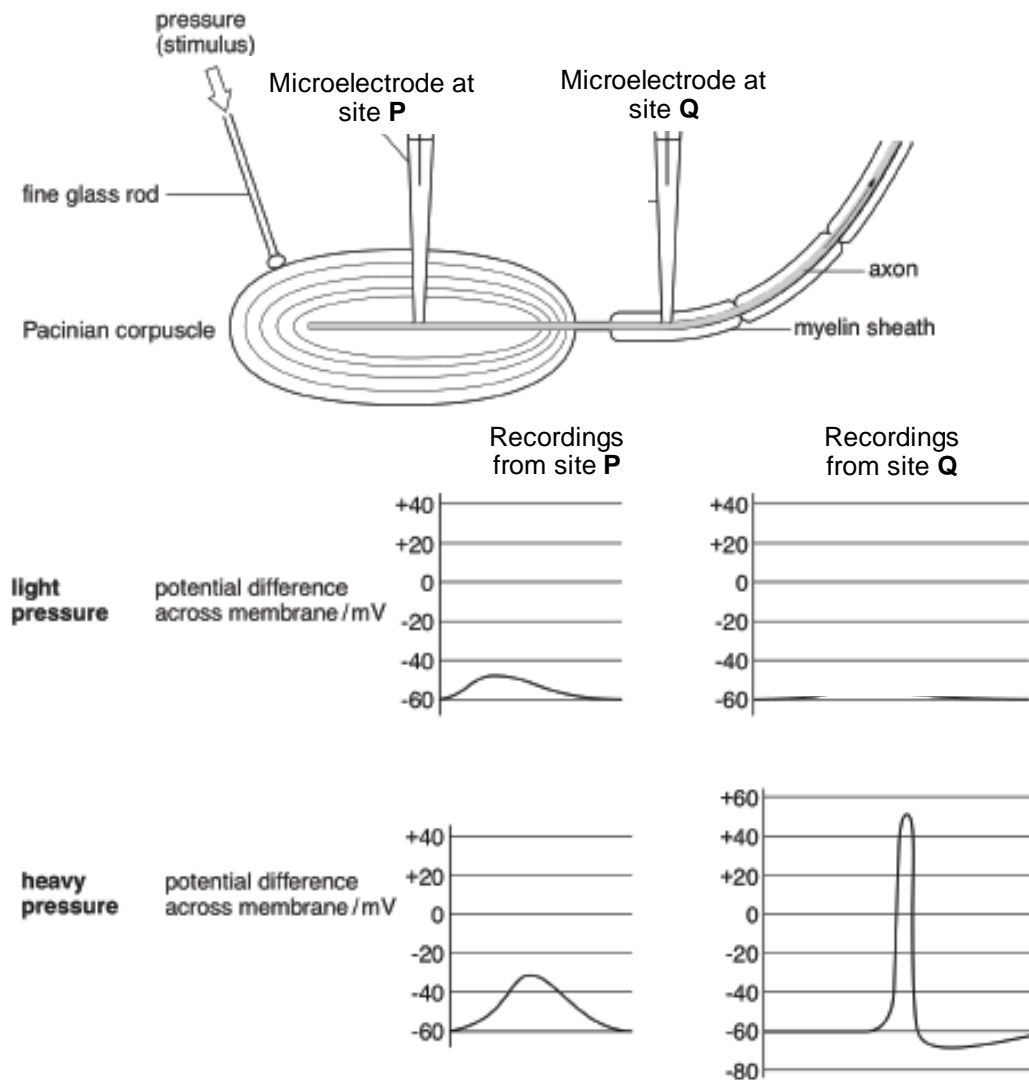 pressure
(stimulus)
Microelectrode at
site P
Microelectrode at
site Q
fine glass rod
axon
Pacinian corpuscle
myelin sheath
Recordings
from site P
Recordings
from site Q
+40
+20
0
-20
-40
-60
+40
+20
0
-20
-40
-60
light
pressure
potential difference
across membrane/mV
+60
+40
+20
0
-20
-40
-60
-80
+40
+20
0
-20
-40
-60
heavy
pressure
potential difference
across membrane/mV